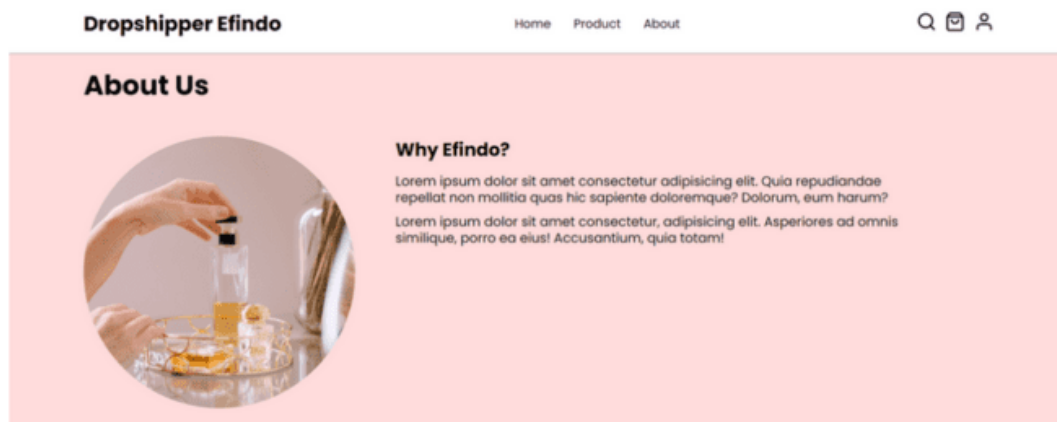 Dropshipper Efindo
Home Product About
About Us
Why Efindo?
Lorem ipsum dolor sit amet consectetur adipisicing elit. Quia repudiandae
repellat non mollitia quas hic sapiente doloremque? Dolorum, eum harum?
Lorem ipsum dolor sit amet consectetur, adipisicing elit. Asperiores ad omnis
similique, porro ea eius! Accusantium, quia totam!